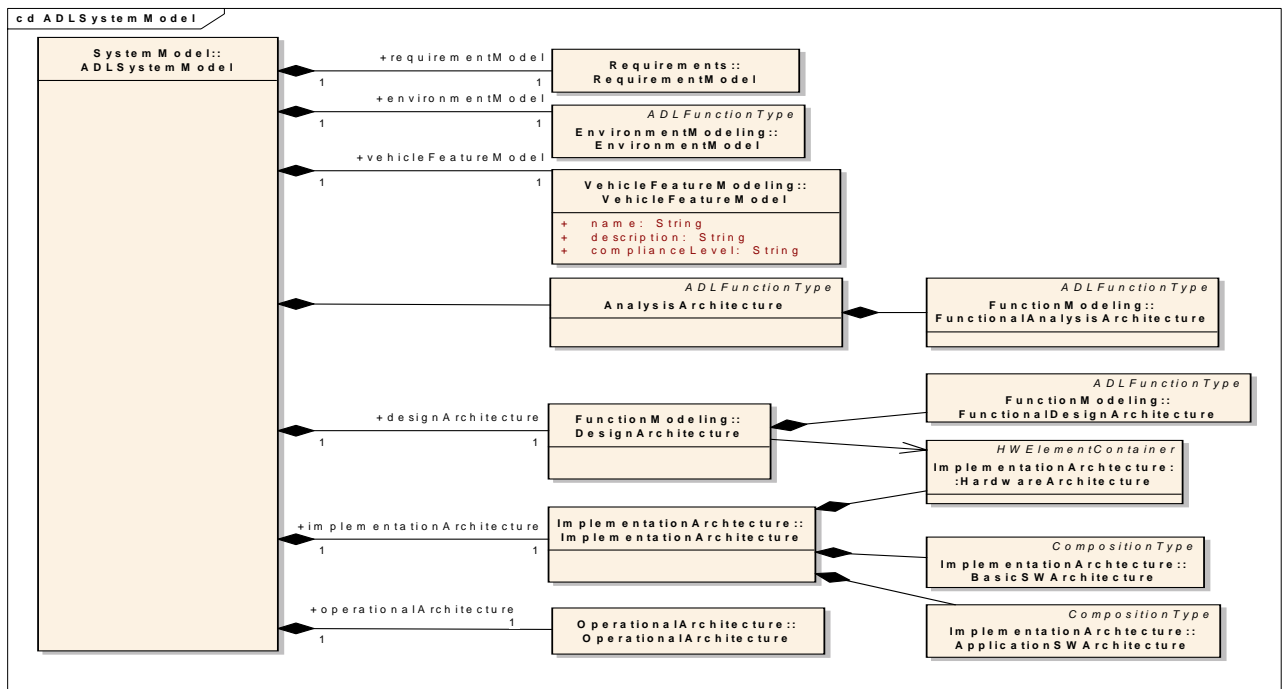 cd ADLSystemModel
SystemModel::
ADLSystemModel
+requirementModel
1
1
Requirements::
RequirementModel
+environmentModel
1
1
ADLFunctionType
EnvironmentModeling::
EnvironmentModel
+vehicleFeatureModel
1
1
VehicleFeatureModeling::
VehicleFeatureModel
+ name: String
+ description: String
+ complianceLevel: String
ADLFunctionType
AnalysisArchitecture
ADLFunctionType
FunctionModeling::
FunctionalAnalysisArchitecture
+designArchitecture
1
1
FunctionModeling::
DesignArchitecture
ADLFunctionType
FunctionModeling::
FunctionalDesignArchitecture
HWElementContainer
ImplementationArchtecture:
:HardwareArchitecture
+implementationArchitecture
1
1
ImplementationArchtecture::
ImplementationArchitecture
CompositionType
ImplementationArchtecture::
BasicSWArchitecture
CompositionType
ImplementationArchtecture::
ApplicationSWArchitecture
+operationalArchitecture
1
1
OperationalArchitecture::
OperationalArchitecture